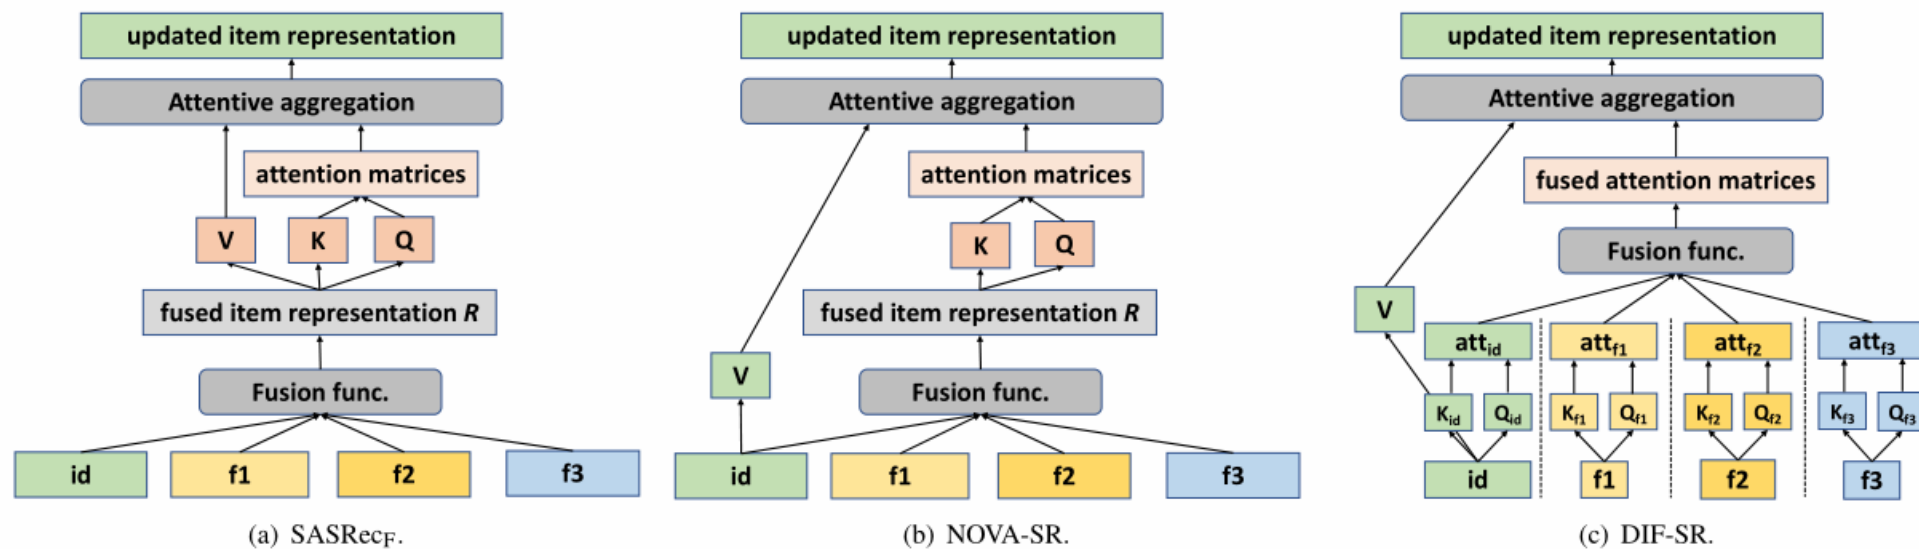 updated item representation
Attentive aggregation
attention matrices
V K Q
fused item representation R
Fusion func.
id f1 f2 f3
(a) SASRecF.
updated item representation
Attentive aggregation
attention matrices
K Q
fused item representation R
V
Fusion func.
id f1 f2 f3
(b) NOVA-SR.
updated item representation
Attentive aggregation
fused attention matrices
Fusion func.
V
attid attf1 attf2 attf3
Kid Qid Kf1 Qf1 Kf2 Qf2 Kf3 Qf3
id f1 f2 f3
(c) DIF-SR.